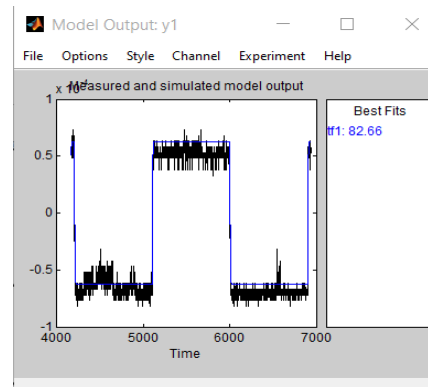 Model Output: y1
File Options Style Channel Experiment Help
Measured and simulated model output
x 10
Best Fits
tf1: 82.66
1
0.5
0
-0.5
-1
4000 5000 6000 7000
Time